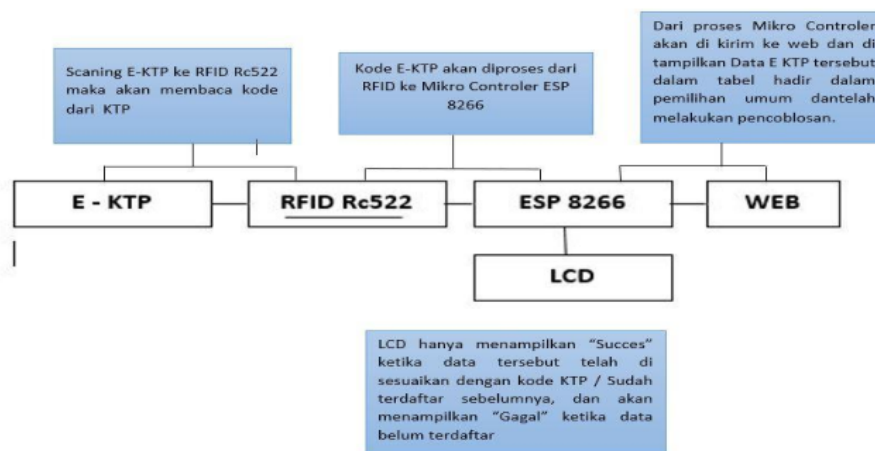 Scaning E-KTP ke RFID Rc522
maka akan membaca kode
dari KTP
Kode E-KTP akan diproses dari
RFID ke Mikro Controler ESP
8266
Dari proses Mikro Controler
akan di kirim ke web dan di
tampilkan Data E KTP tersebut
dalam tabel hadir dalam
pemilihan umum dantelah
melakukan pencoblosan.
E - KTP
RFID Rc522
ESP 8266
WEB
LCD
LCD hanya menampilkan “Succes”
ketika data tersebut telah di
sesuaikan dengan kode KTP / Sudah
terdaftar sebelumnya, dan akan
menampilkan “Gagal” ketika data
belum terdaftar